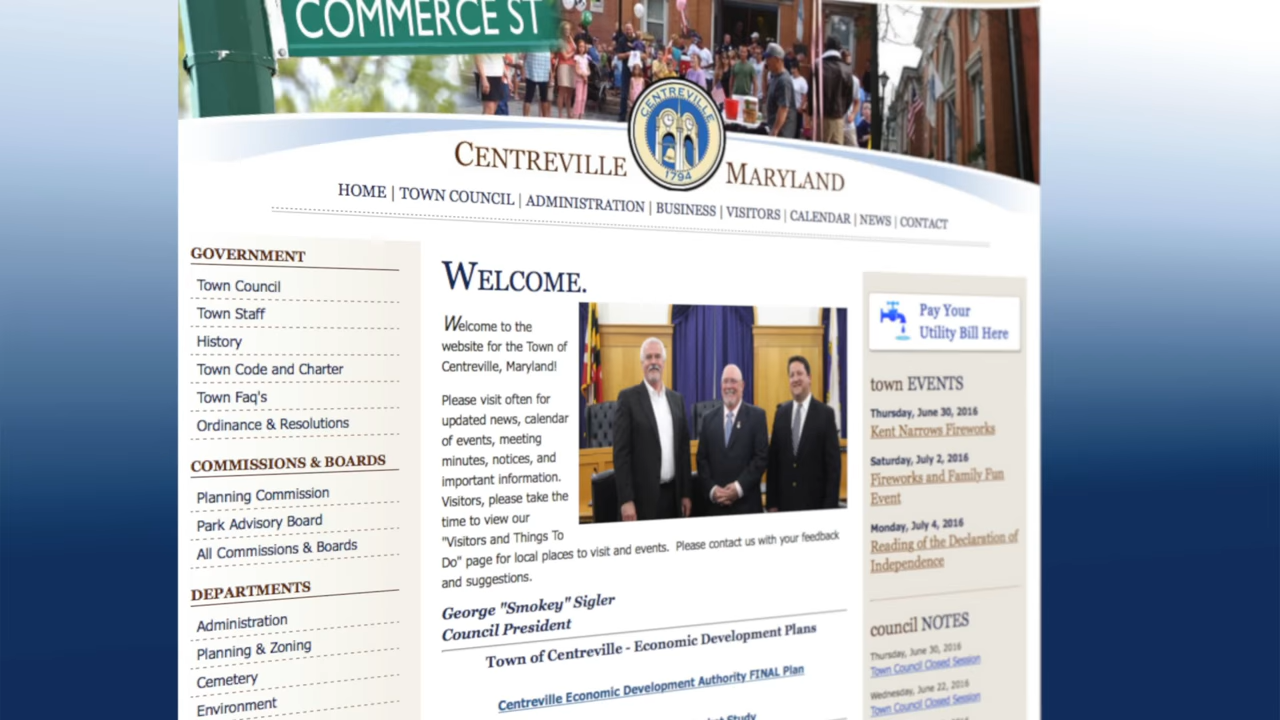 COMMERCE ST
CENTREVILLE
1794
CENTREVILLE MARYLAND
HOME | TOWN COUNCIL | ADMINISTRATION | BUSINESS | VISITORS | CALENDAR | NEWS | CONTACT
GOVERNMENT
Town Council
Town Staff
History
Town Code and Charter
Town Faq's
Ordinance & Resolutions
COMMISSIONS & BOARDS
Planning Commission
Park Advisory Board
All Commissions & Boards
DEPARTMENTS
Administration
Planning & Zoning
Cemetery
Environment
WELCOME.
Welcome to the
website for the Town of
Centreville, Maryland!
Please visit often for
updated news, calendar
of events, meeting
minutes, notices, and
important information.
Visitors, please take the
time to view our
"Visitors and Things To
Do" page for local places to visit and events. Please contact us with your feedback
and suggestions.
George "Smokey" Sigler
Council President
Town of Centreville - Economic Development Plans
Centreville Economic Development Authority FINAL Plan
Study
Pay Your
Utility Bill Here
town EVENTS
Thursday, June 30, 2016
Kent Narrows Fireworks
Saturday, July 2, 2016
Fireworks and Family Fun
Event
Monday, July 4, 2016
Reading of the Declaration of
Independence
council NOTES
Thursday, June 30, 2016
Town Council Closed Session
Wednesday, June 22, 2016
Town Council Closed Session